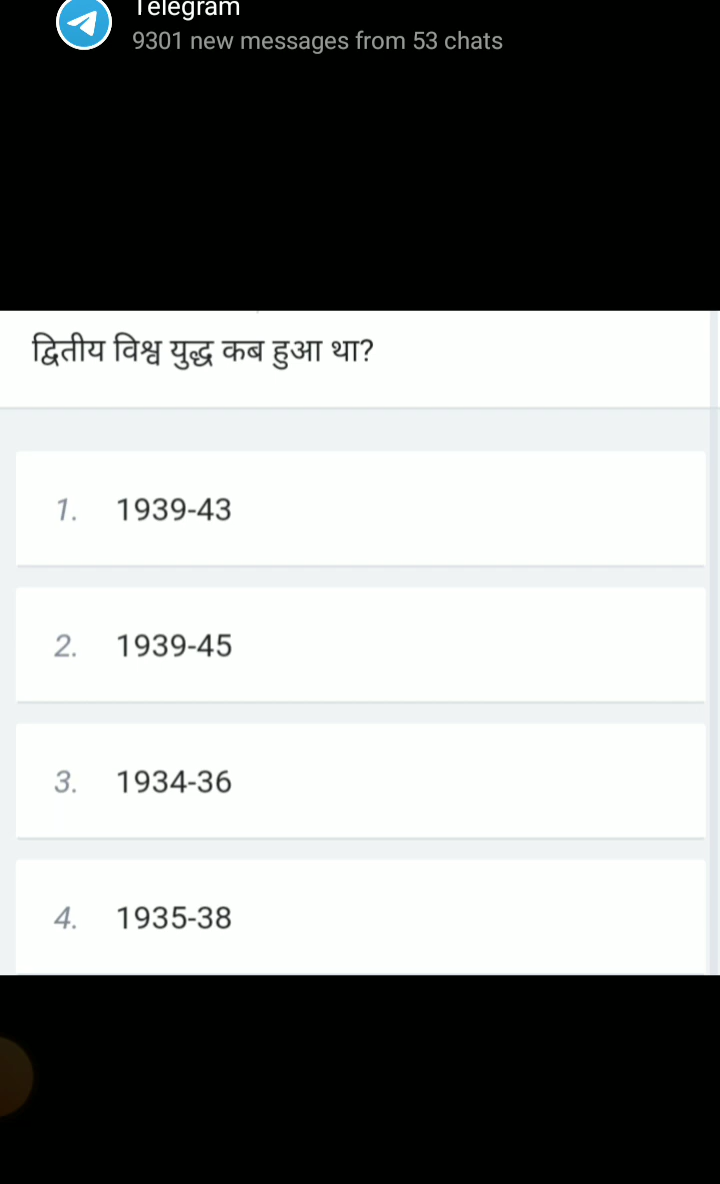 Telegram
9301 new messages from 53 chats
द्वितीय विश्व युद्ध कब हुआ था?
1. 1939-43
2. 1939-45
3. 1934-36
4. 1935-38